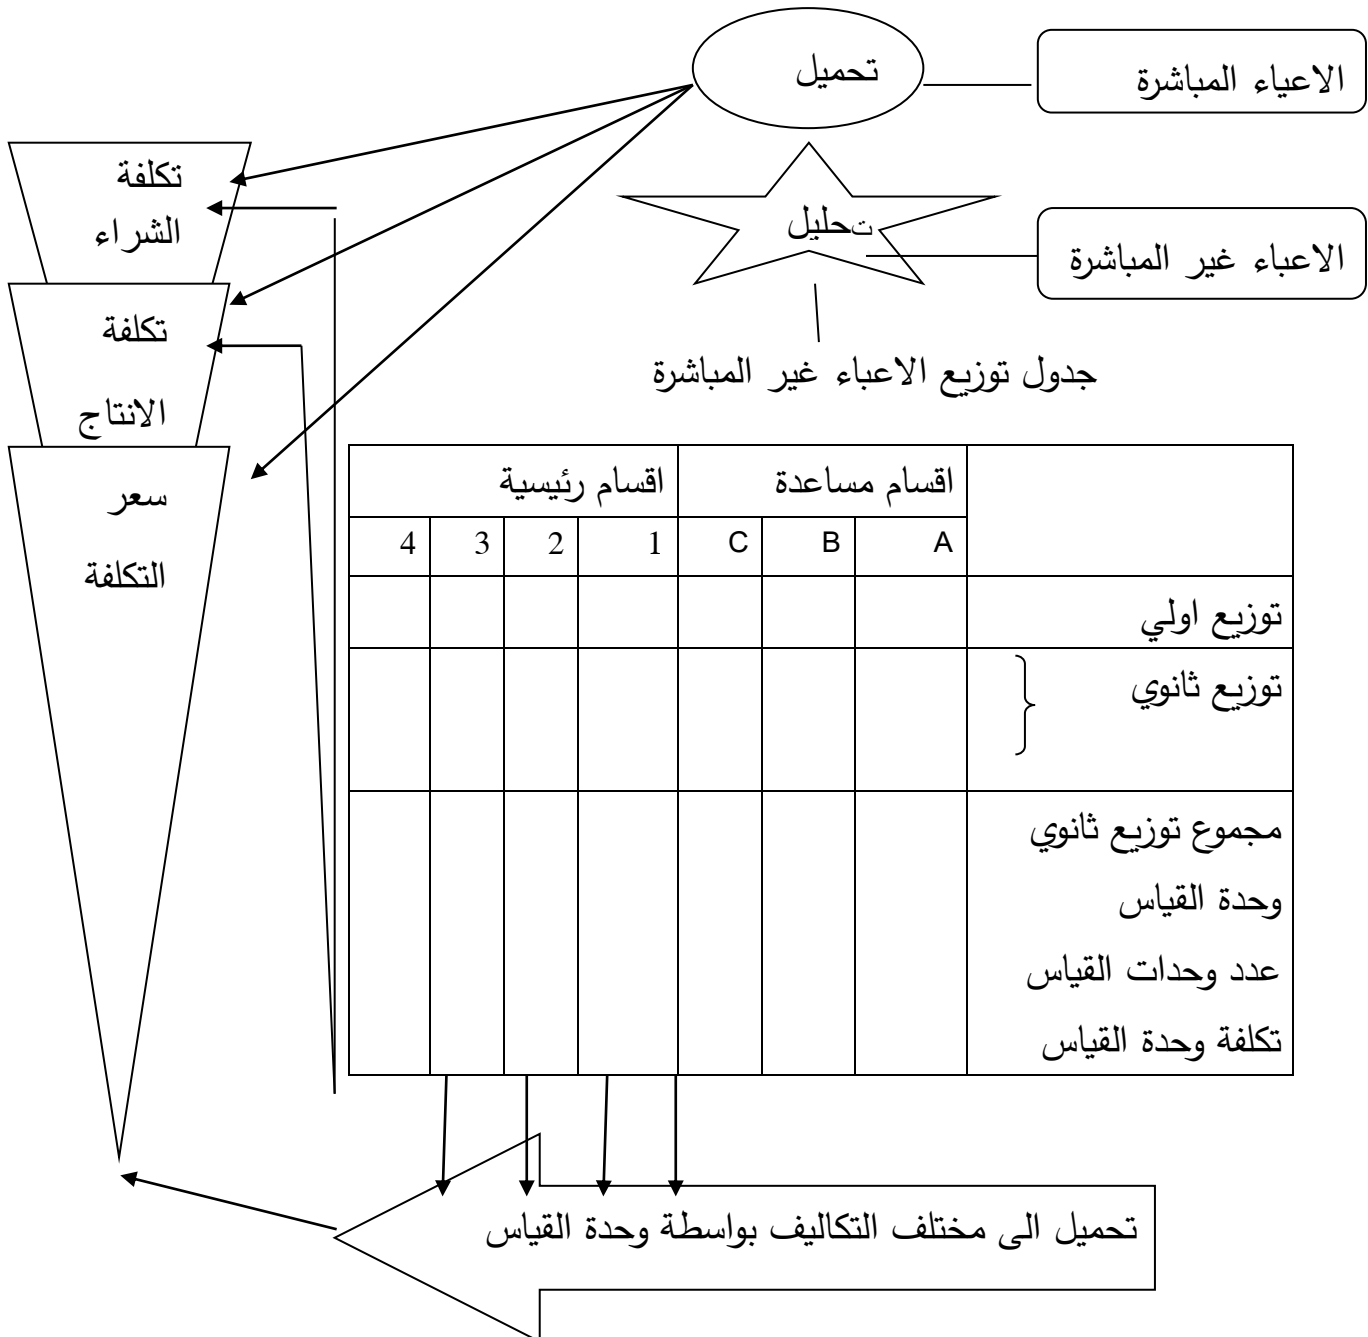 تحميل
الاعياء المباشرة
تكلفة
الشراء
تحليل
الاعباء غير المباشرة
تكلفة
الانتاج
جدول توزيع الاعباء غير المباشرة
سعر
التكلفة
اقسام مساعدة اقسام رئيسية
A B C 1 2 3 4
توزيع اولي
توزيع ثانوي
مجموع توزيع ثانوي
وحدة القياس
عدد وحدات القياس
تكلفة وحدة القياس
تحميل الى مختلف التكاليف بواسطة وحدة القياس